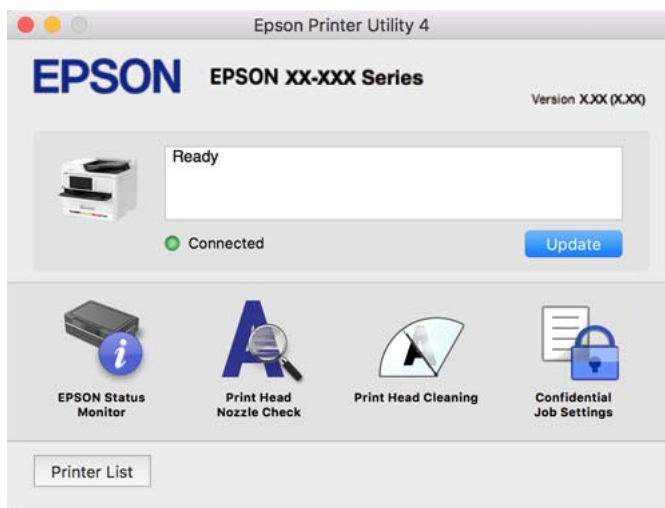 Epson Printer Utility 4
EPSON
EPSON XX-XXX Series
Version X.XX (X.XX)
Ready
Connected
Update
EPSON Status
Monitor
Print Head
Nozzle Check
Print Head Cleaning
Confidential
Job Settings
Printer List